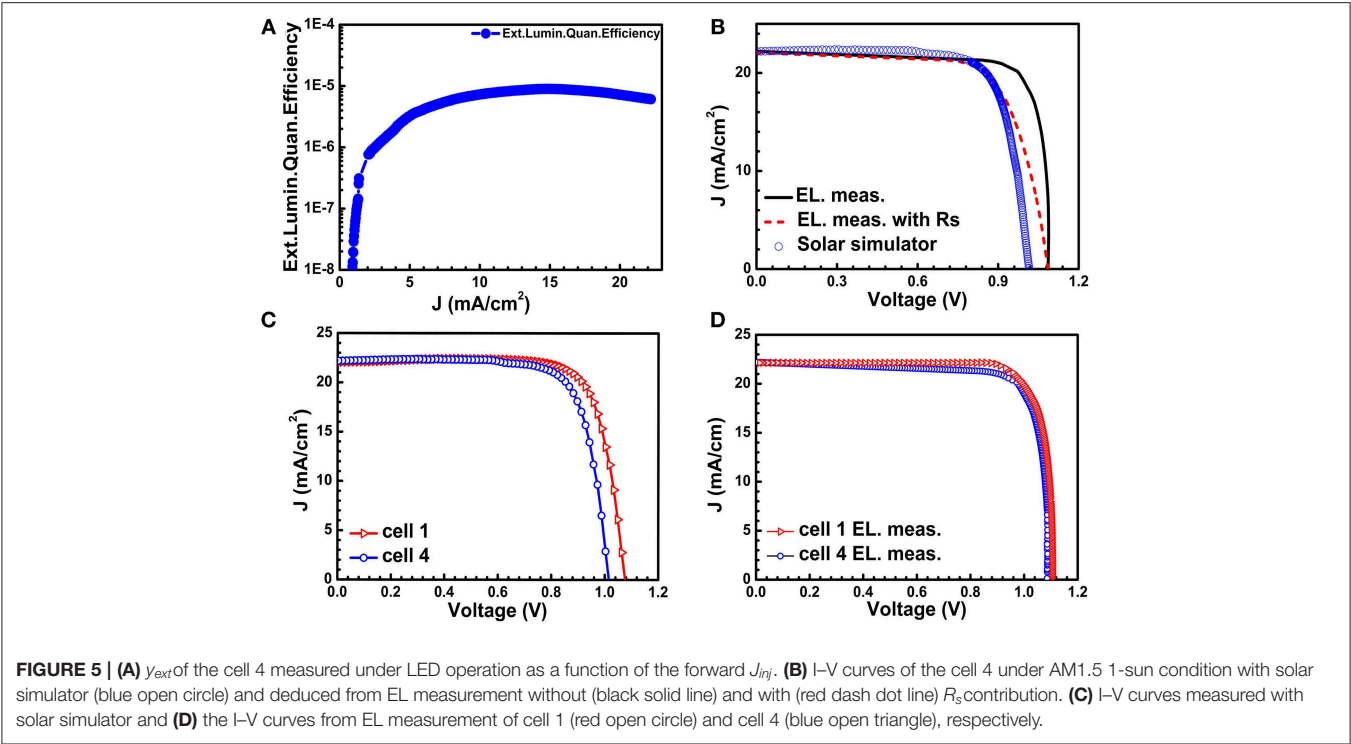 A
1E-4
1E-5
1E-6
1E-7
1E-8
Ext.Lumin.Quan.Efficiency
Ext.Lumin.Quan.Efficiency
0 5 10 15 20
J (mA/cm²)
B
20
10
0
J (mA/cm²)
EL. meas.
EL. meas. with Rs
Solar simulator
0.0 0.3 0.6 0.9 1.2
Voltage (V)
C
25
20
15
10
5
0
J (mA/cm²)
cell 1
cell 4
0.0 0.2 0.4 0.6 0.8 1.0 1.2
Voltage (V)
D
25
20
15
10
5
0
J (mA/cm)
cell 1 EL. meas.
cell 4 EL. meas.
0.0 0.2 0.4 0.6 0.8 1.0 1.2
Voltage (V)
FIGURE 5 | (A) yext of the cell 4 measured under LED operation as a function of the forward Jinj. (B) I–V curves of the cell 4 under AM1.5 1-sun condition with solar
simulator (blue open circle) and deduced from EL measurement without (black solid line) and with (red dash dot line) Rs contribution. (C) I–V curves measured with
solar simulator and (D) the I–V curves from EL measurement of cell 1 (red open circle) and cell 4 (blue open triangle), respectively.